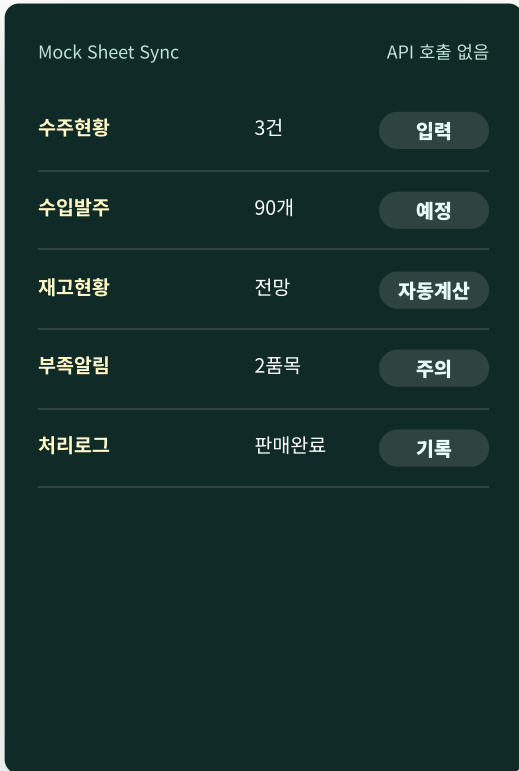 Mock Sheet Sync API 호출 없음
수주현황 3건 입력
수입발주 90개 예정
재고현황 전망 자동계산
부족알림 2품목 주의
처리로그 판매완료 기록